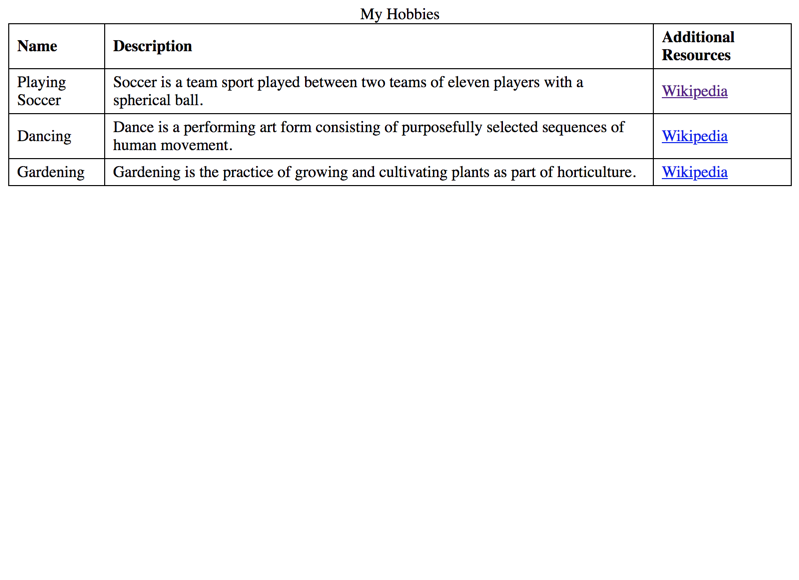 My Hobbies
Name
Description
Additional
Resources
Playing
Soccer
Soccer is a team sport played between two teams of eleven players with a
spherical ball.
Wikipedia
Dancing
Dance is a performing art form consisting of purposefully selected sequences of
human movement.
Wikipedia
Gardening
Gardening is the practice of growing and cultivating plants as part of horticulture.
Wikipedia